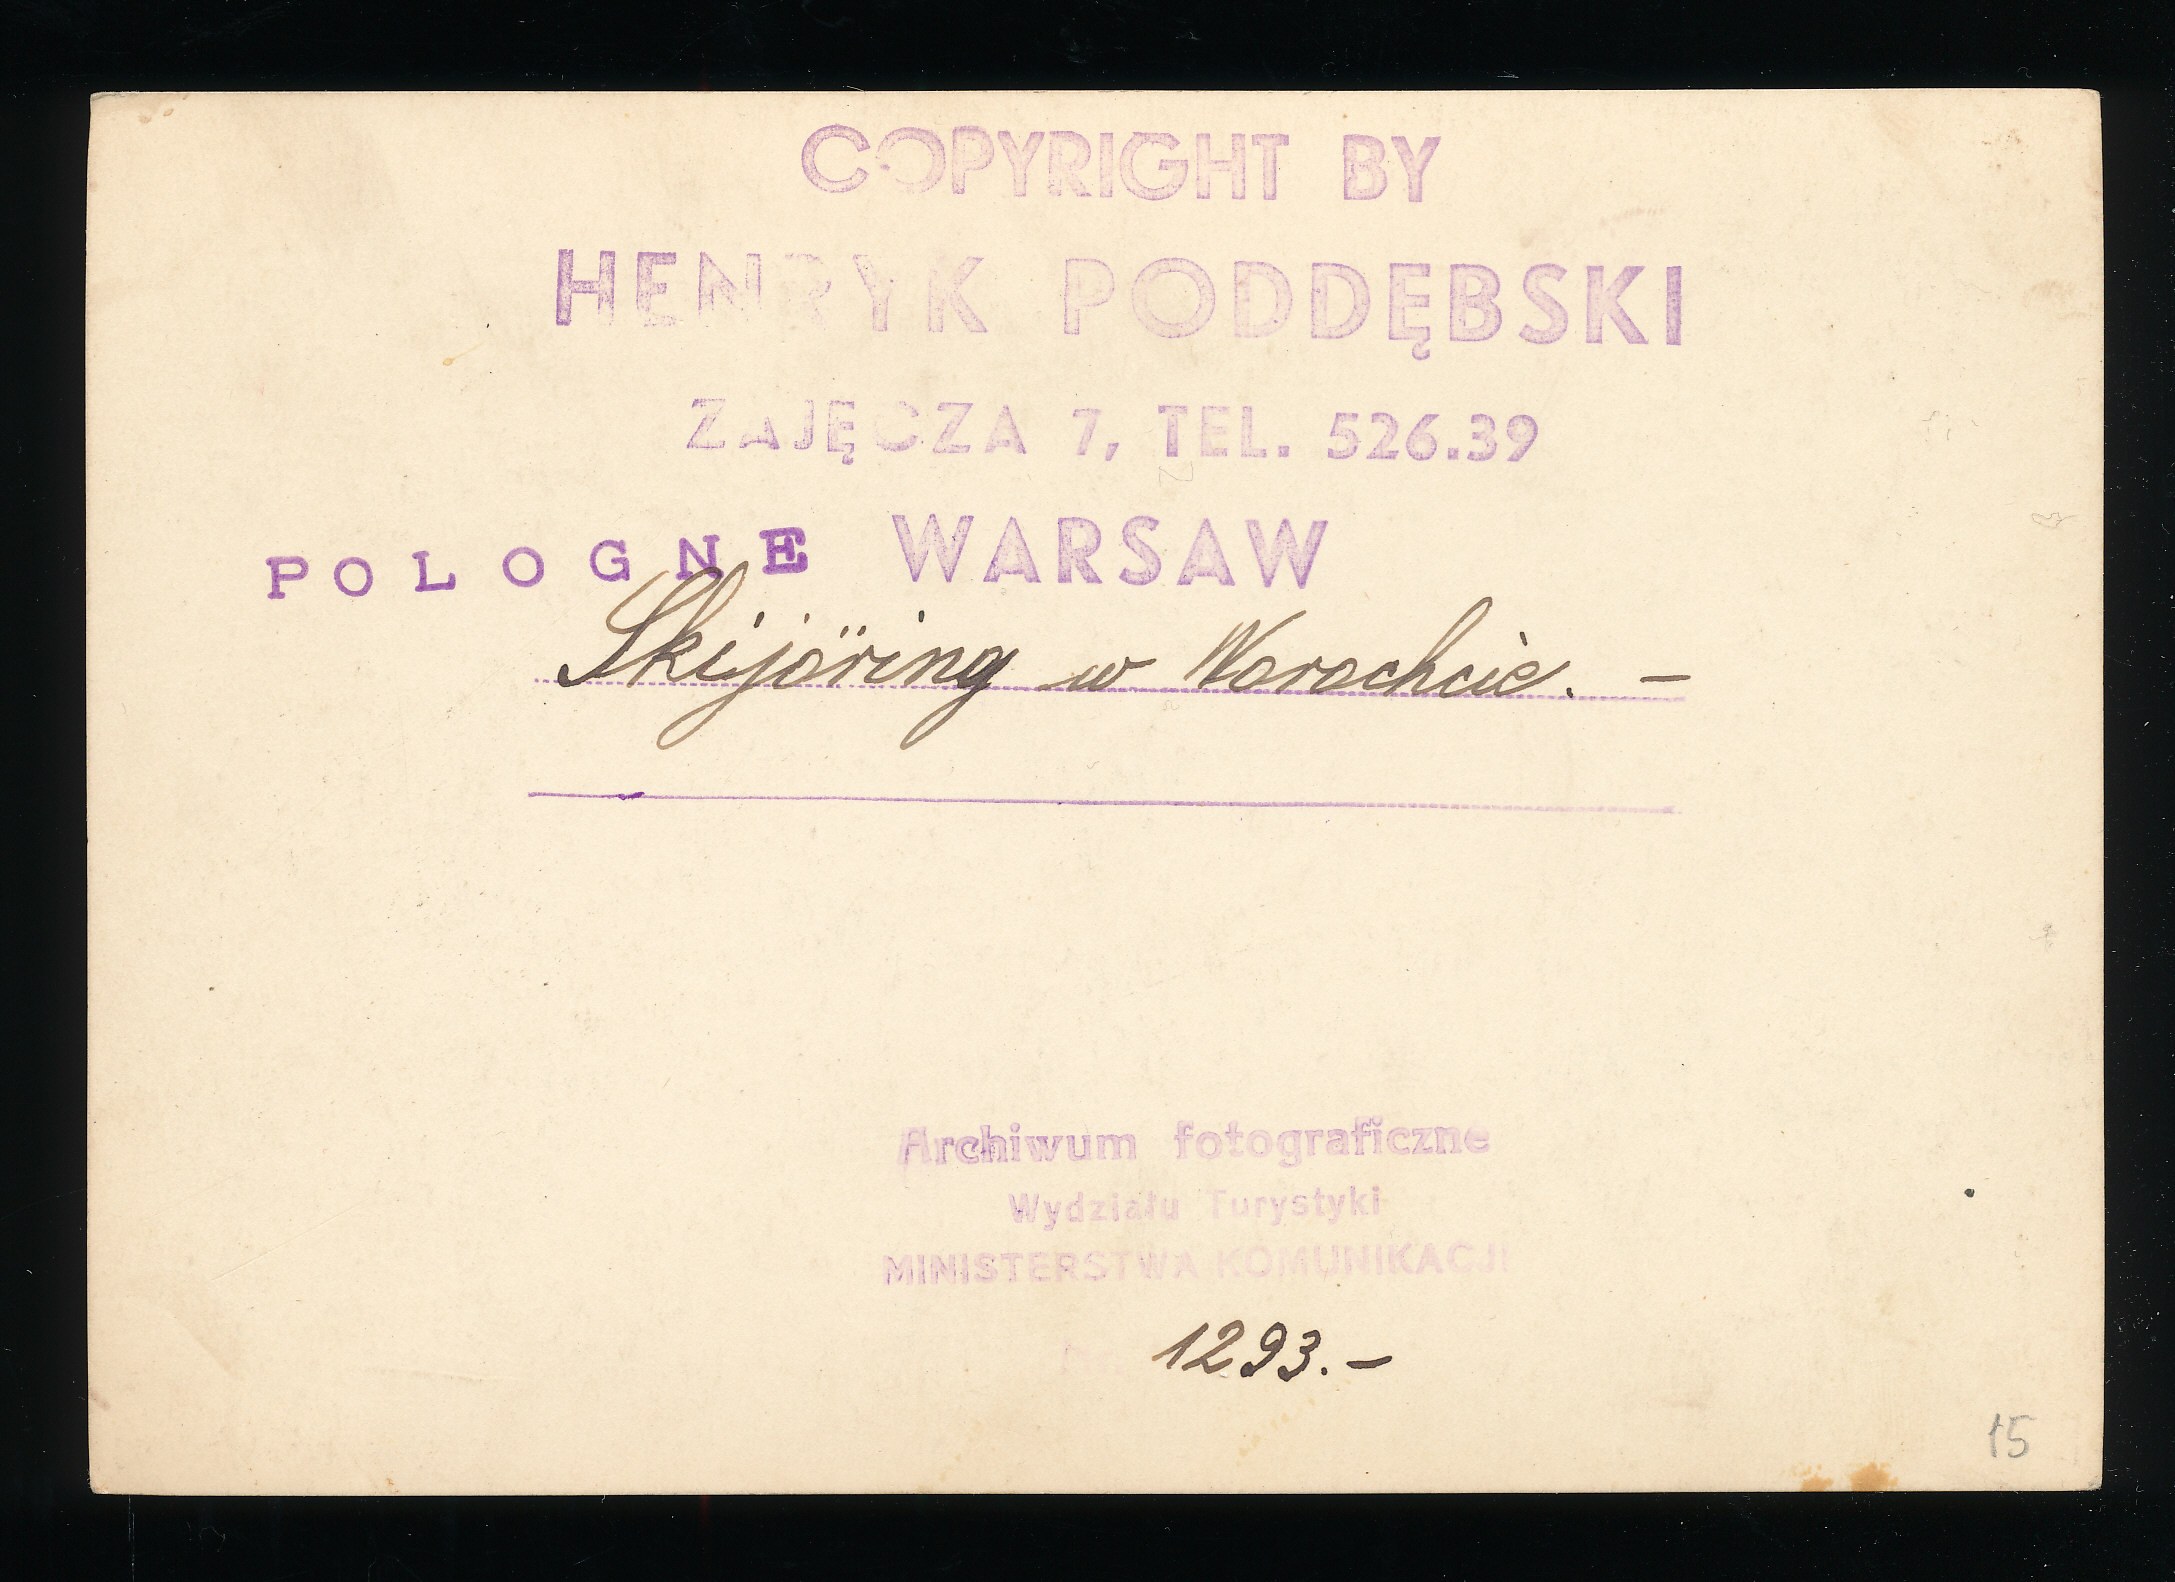 COPYRIGHT BY
HENRYK PODDĘBSKI
ZAJĘCZA 7, TEL. 526.39
POLOGNE WARSAW
Skijöring w Worochcie. –
Archiwum fotograficzne
Wydziału Turystyki
MINISTERSTWA KOMUNIKACJI
1293.–
15